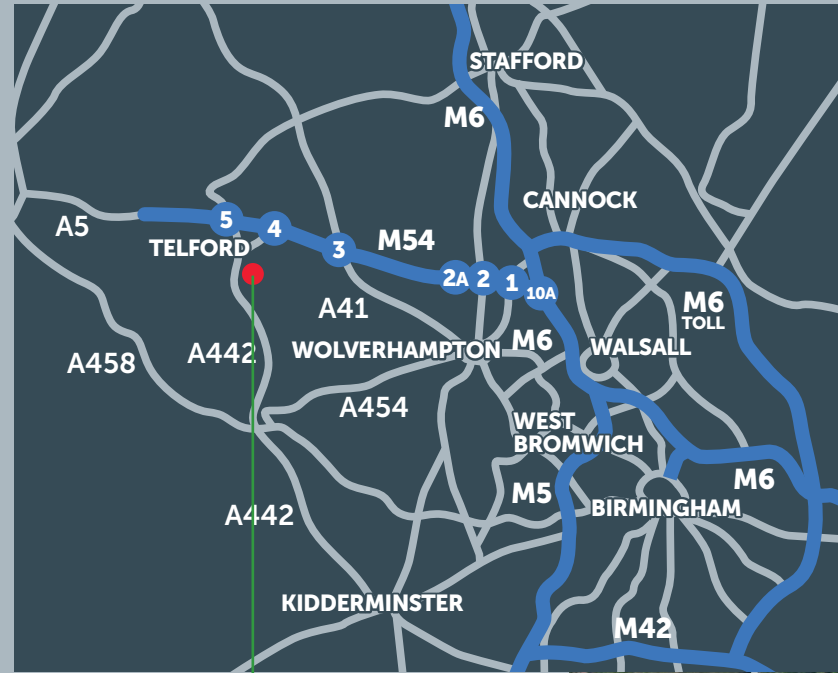 STAFFORD
M6
CANNOCK
5
4
A5
TELFORD
3
M54
2A
2
1
10A
A41
M6
TOLL
A458
A442
WOLVERHAMPTON
M6
WALSALL
A454
WEST
BROMWICH
M5
M6
BIRMINGHAM
A442
KIDDERMINSTER
M42